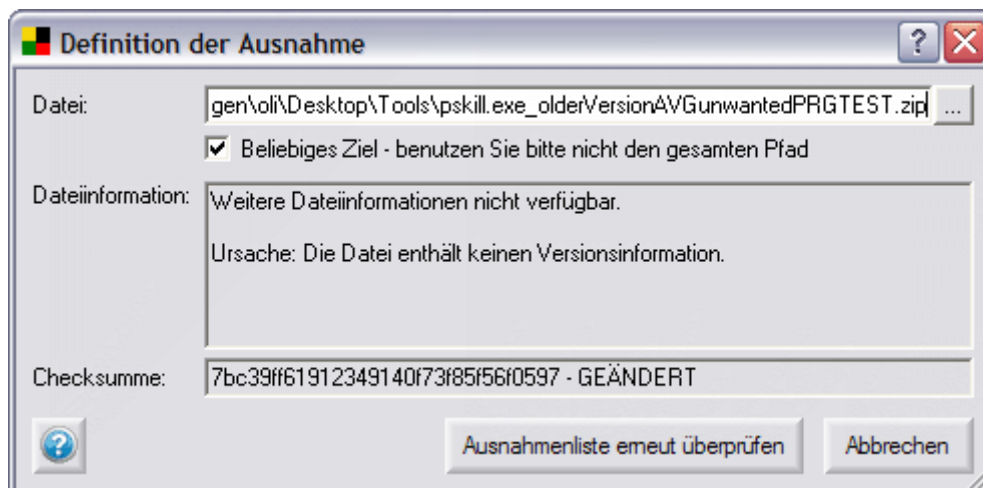 Definition der Ausnahme
Datei: gen\oli\Desktop\Tools\pskill.exe_olderVersionAVGunwantedPRGTEST.zip ...
Beliebiges Ziel - benutzen Sie bitte nicht den gesamten Pfad
Dateiinformation: Weitere Dateiinformationen nicht verfügbar.
Ursache: Die Datei enthält keinen Versionsinformation.
Checksumme: 7bc39ff61912349140f73f85f56f0597 - GEÄNDERT
Ausnahmenliste erneut überprüfen Abbrechen